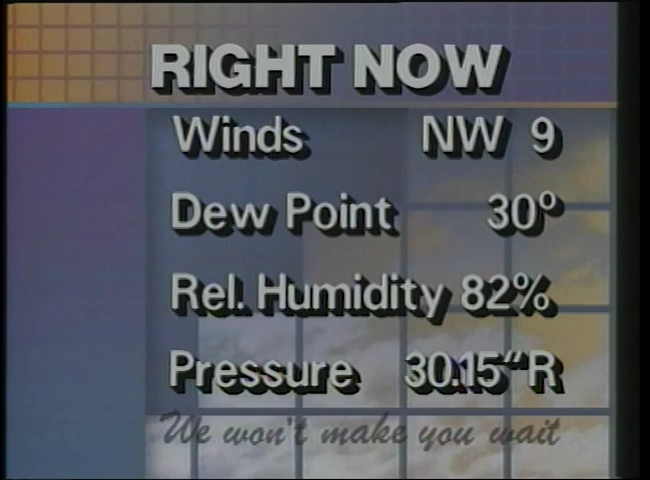 RIGHT NOW
Winds NW 9
Dew Point 30°
Rel. Humidity 82%
Pressure 30.15"R
We won't make you wait